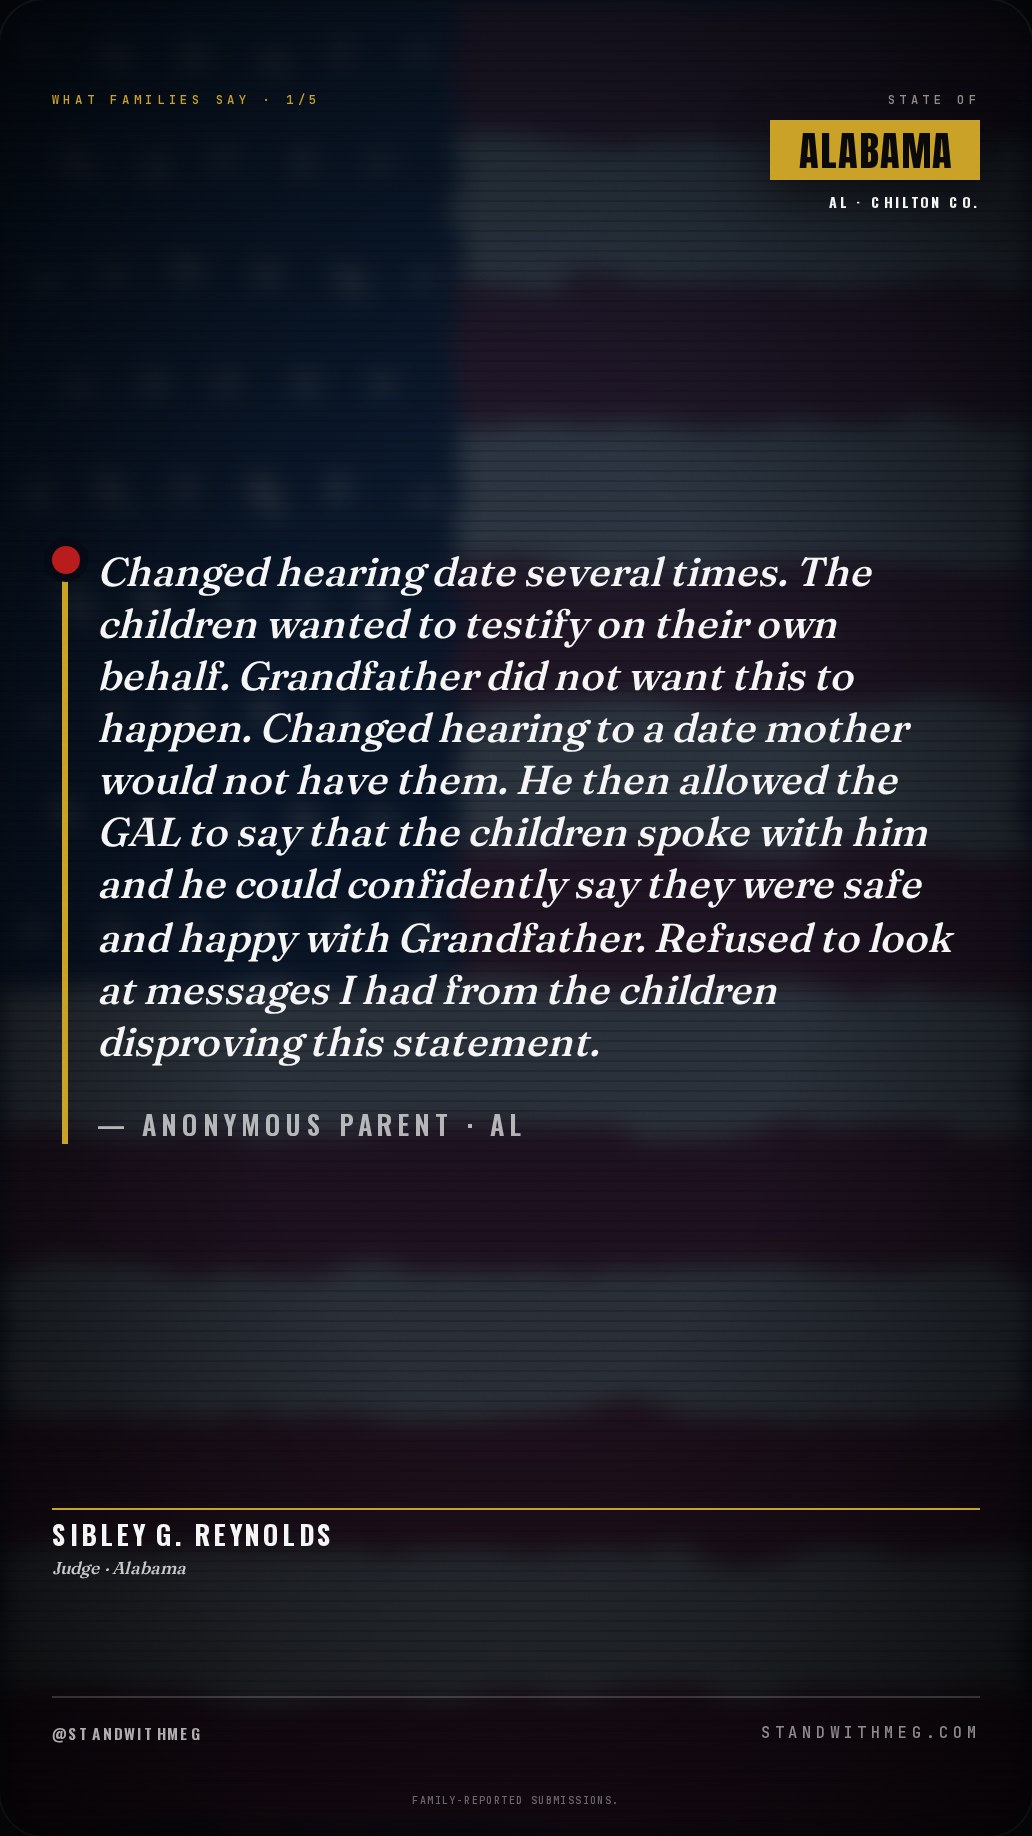 WHAT FAMILIES SAY · 1/5
STATE OF
ALABAMA
AL · CHILTON CO.
Changed hearing date several times. The
children wanted to testify on their own
behalf. Grandfather did not want this to
happen. Changed hearing to a date mother
would not have them. He then allowed the
GAL to say that the children spoke with him
and he could confidently say they were safe
and happy with Grandfather. Refused to look
at messages I had from the children
disproving this statement.
— ANONYMOUS PARENT · AL
SIBLEY G. REYNOLDS
Judge · Alabama
@STANDWITHMEG
STANDWITHMEG.COM
FAMILY-REPORTED SUBMISSIONS.